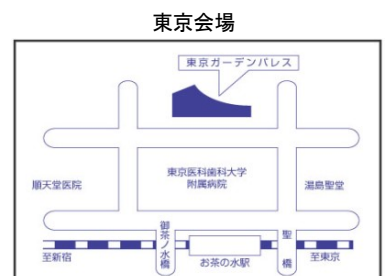 東京会場
東京ガーデンパレス
順天堂医院
東京医科歯科大学
附属病院
湯島聖堂
御茶ノ水橋
聖橋
至新宿
お茶の水駅
至東京